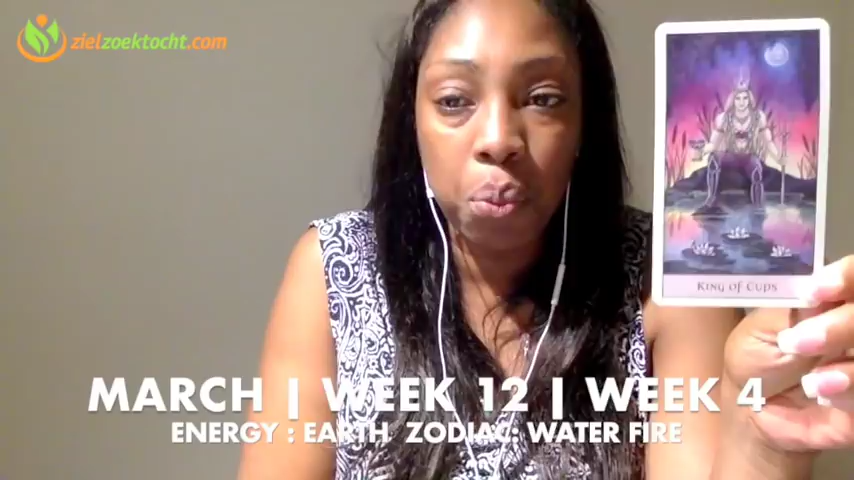 zielzoektocht.com
KING OF CUPS
MARCH | WEEK 12 | WEEK 4
ENERGY : EARTH ZODIAC: WATER FIRE